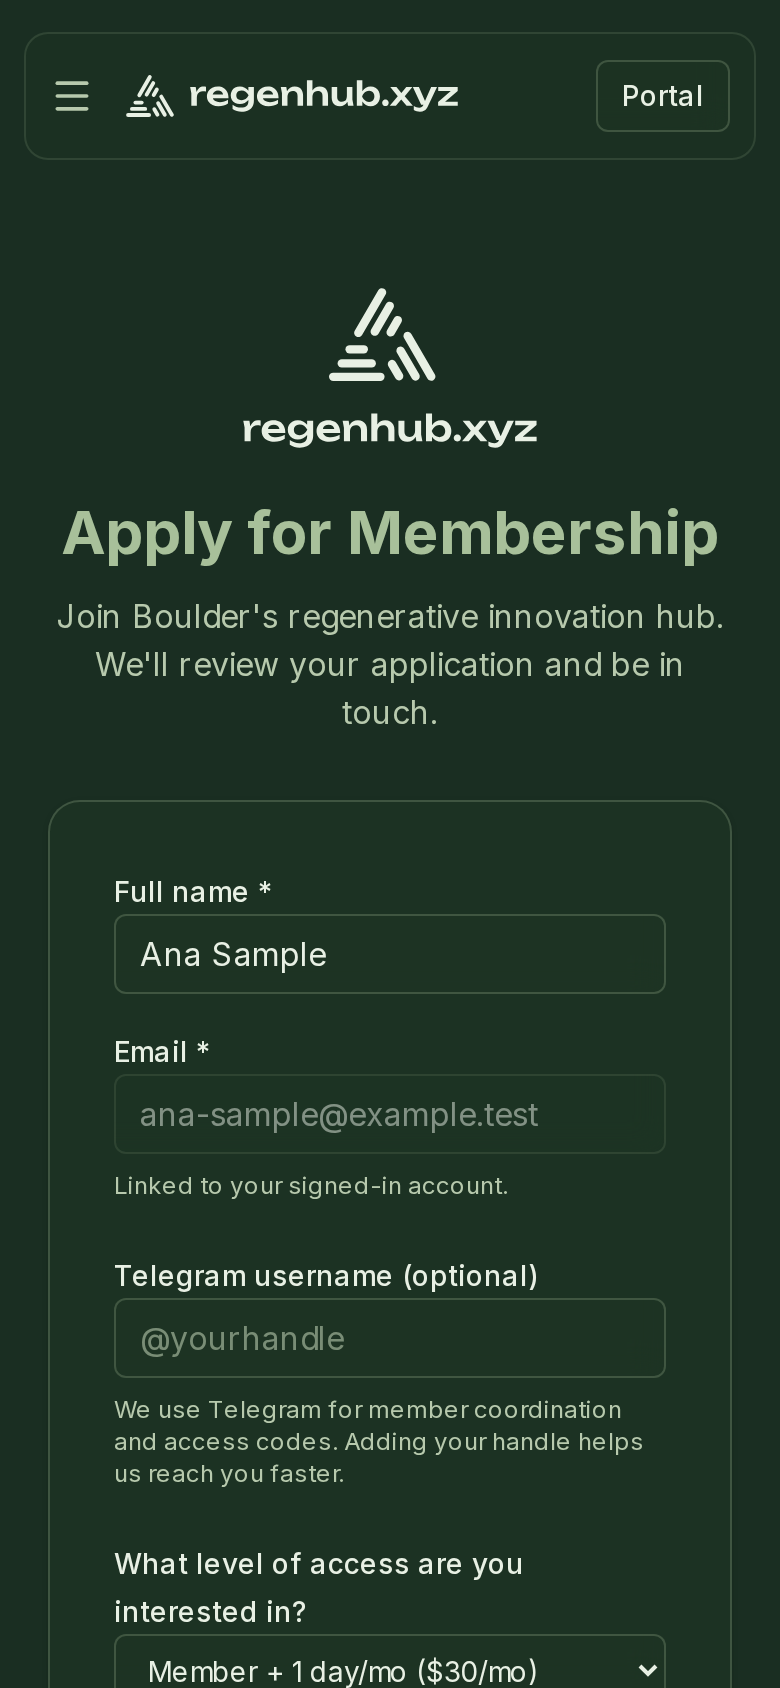 regenhub.xyz
Portal
regenhub.xyz
Apply for Membership
Join Boulder's regenerative innovation hub.
We'll review your application and be in
touch.
Full name *
Ana Sample
Email *
ana-sample@example.test
Linked to your signed-in account.
Telegram username (optional)
@yourhandle
We use Telegram for member coordination
and access codes. Adding your handle helps
us reach you faster.
What level of access are you
interested in?
Member + 1 day/mo ($30/mo)